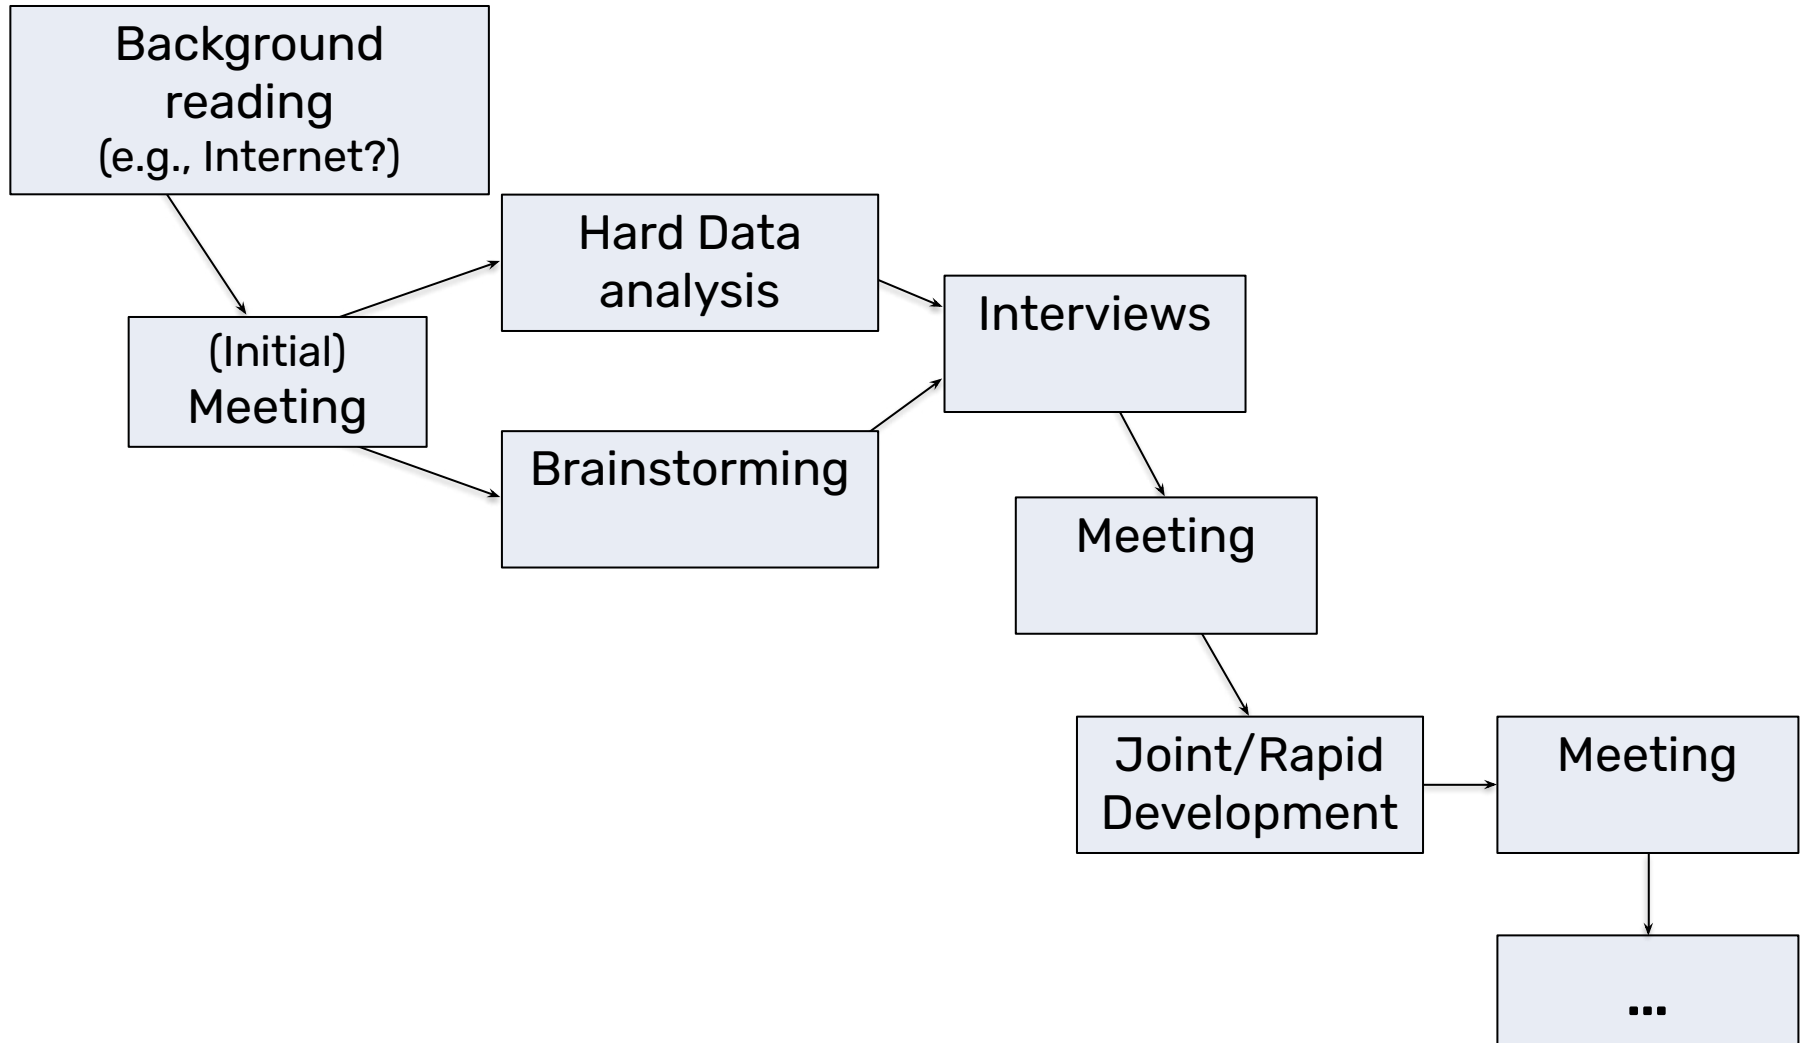 Background
reading
(e.g., Internet?)
(Initial)
Meeting
Hard Data
analysis
Brainstorming
Interviews
Meeting
Joint/Rapid
Development
Meeting
...